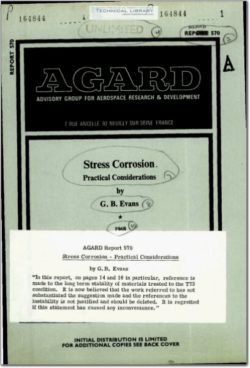 TECHNICAL LIBRARY
164844
164844
REPORT 570
REPORT 570
AGARD
ADVISORY GROUP FOR AEROSPACE RESEARCH & DEVELOPMENT
7 RUE ANCELLE 92 NEUILLY SUR SEINE FRANCE
Stress Corrosion
Practical Considerations
by
G. B. Evans
AGARD Report 570
Stress Corrosion - Practical Considerations
by G.B. Evans
"In this report, on pages 14 and 16 in particular, reference is
made to the long term stability of materials treated to the T73
condition. It is now believed that the work referred to has not
substantiated the suggestion made and the references to the
instability is not justified and should be deleted. It is regretted
if this statement has caused any inconvenience."
INITIAL DISTRIBUTION IS LIMITED
FOR ADDITIONAL COPIES SEE BACK COVER